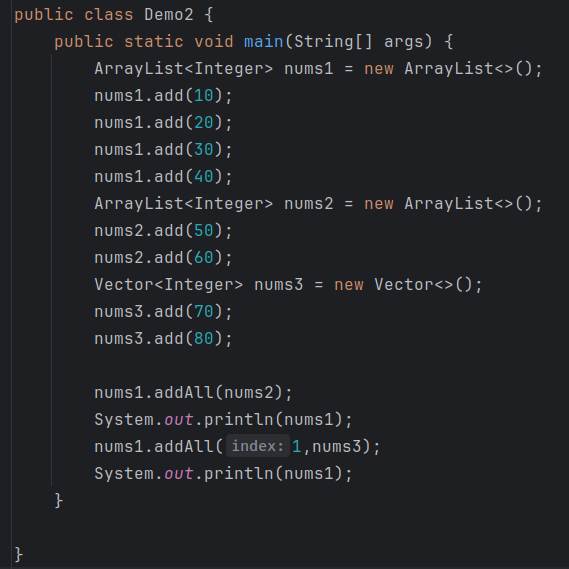 public class Demo2 {
    public static void main(String[] args) {
        ArrayList<Integer> nums1 = new ArrayList<>();
        nums1.add(10);
        nums1.add(20);
        nums1.add(30);
        nums1.add(40);
        ArrayList<Integer> nums2 = new ArrayList<>();
        nums2.add(50);
        nums2.add(60);
        Vector<Integer> nums3 = new Vector<>();
        nums3.add(70);
        nums3.add(80);

        nums1.addAll(nums2);
        System.out.println(nums1);
        nums1.addAll( index: 1,nums3);
        System.out.println(nums1);
    }

}